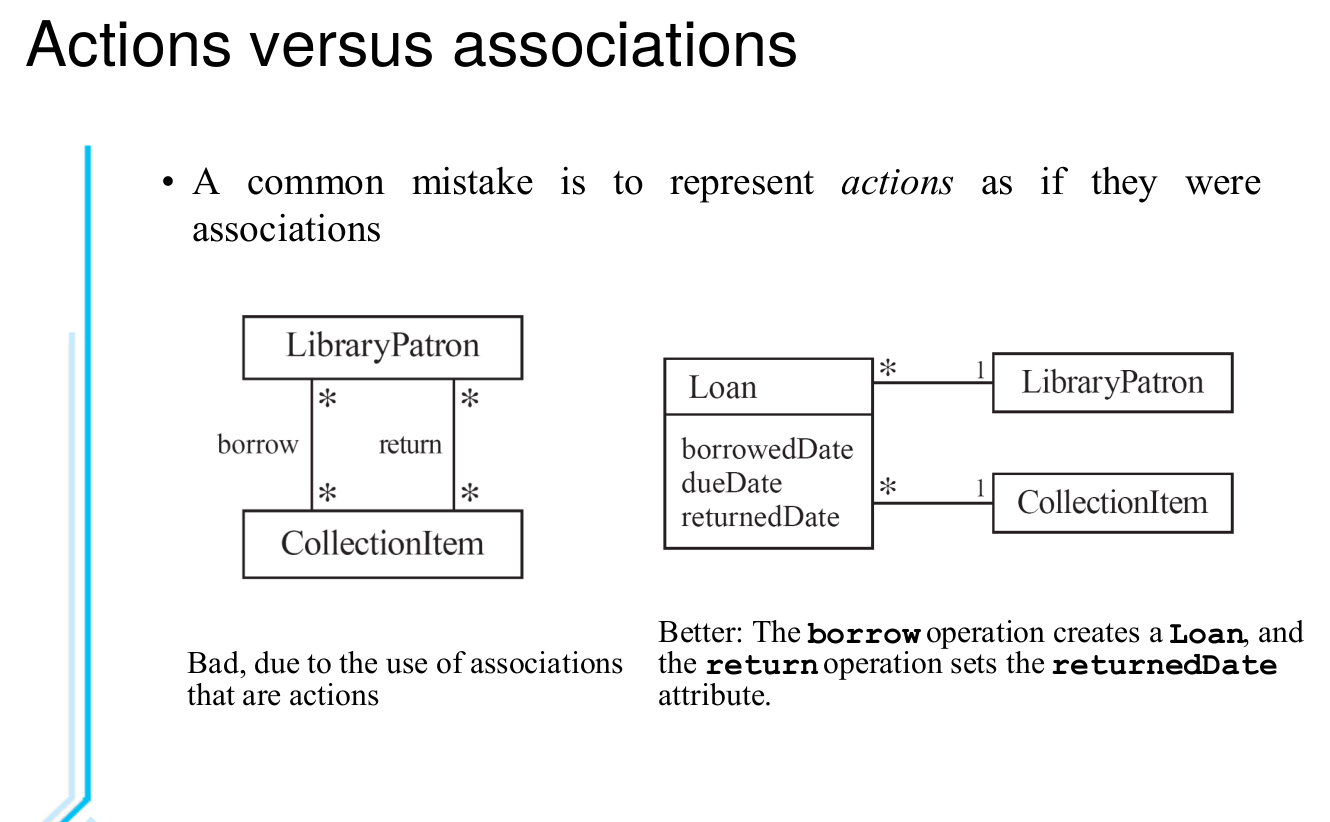 Actions versus associations
• A common mistake is to represent actions as if they were
associations
LibraryPatron
*
*
borrow
return
*
*
CollectionItem
Loan
borrowedDate
dueDate
returnedDate
*
1
LibraryPatron
*
1
CollectionItem
Bad, due to the use of associations
that are actions
Better: The borrow operation creates a Loan, and
the return operation sets the returnedDate
attribute.